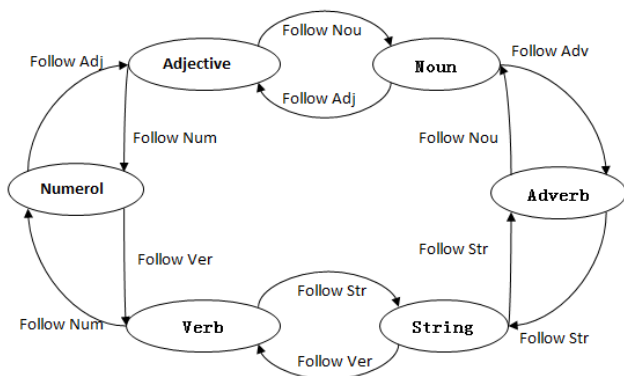 Follow Nou
Follow Adj
Adjective
Noun
Follow Adv
Follow Adj
Follow Num
Follow Nou
Numerol
Adverb
Follow Ver
Follow Str
Follow Str
Follow Num
Verb
String
Follow Str
Follow Ver